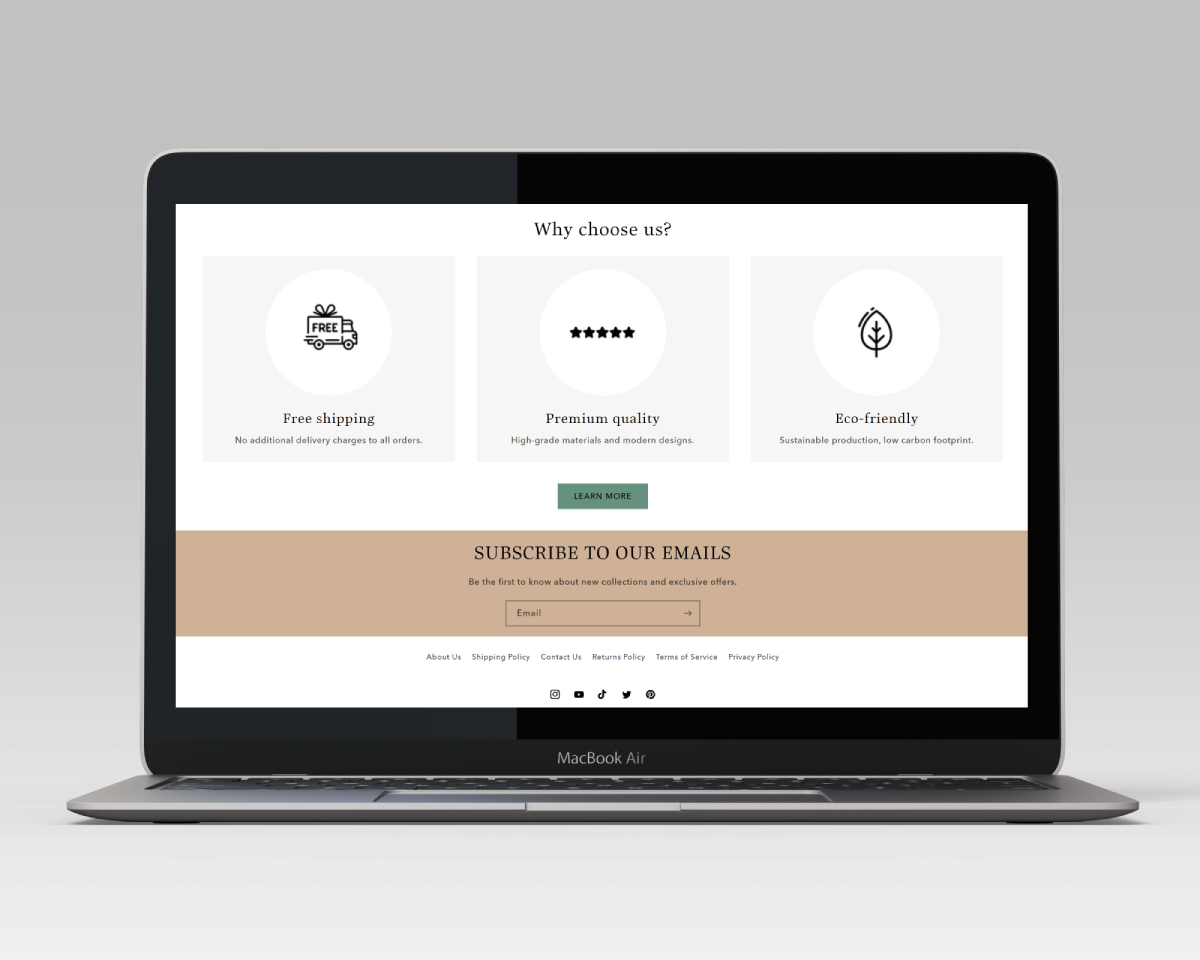 Why choose us?
FREE
Free shipping
No additional delivery charges to all orders.
Premium quality
High-grade materials and modern designs.
Eco-friendly
Sustainable production, low carbon footprint.
LEARN MORE
SUBSCRIBE TO OUR EMAILS
Be the first to know about new collections and exclusive offers.
Email →
About Us Shipping Policy Contact Us Returns Policy Terms of Service Privacy Policy
MacBook Air